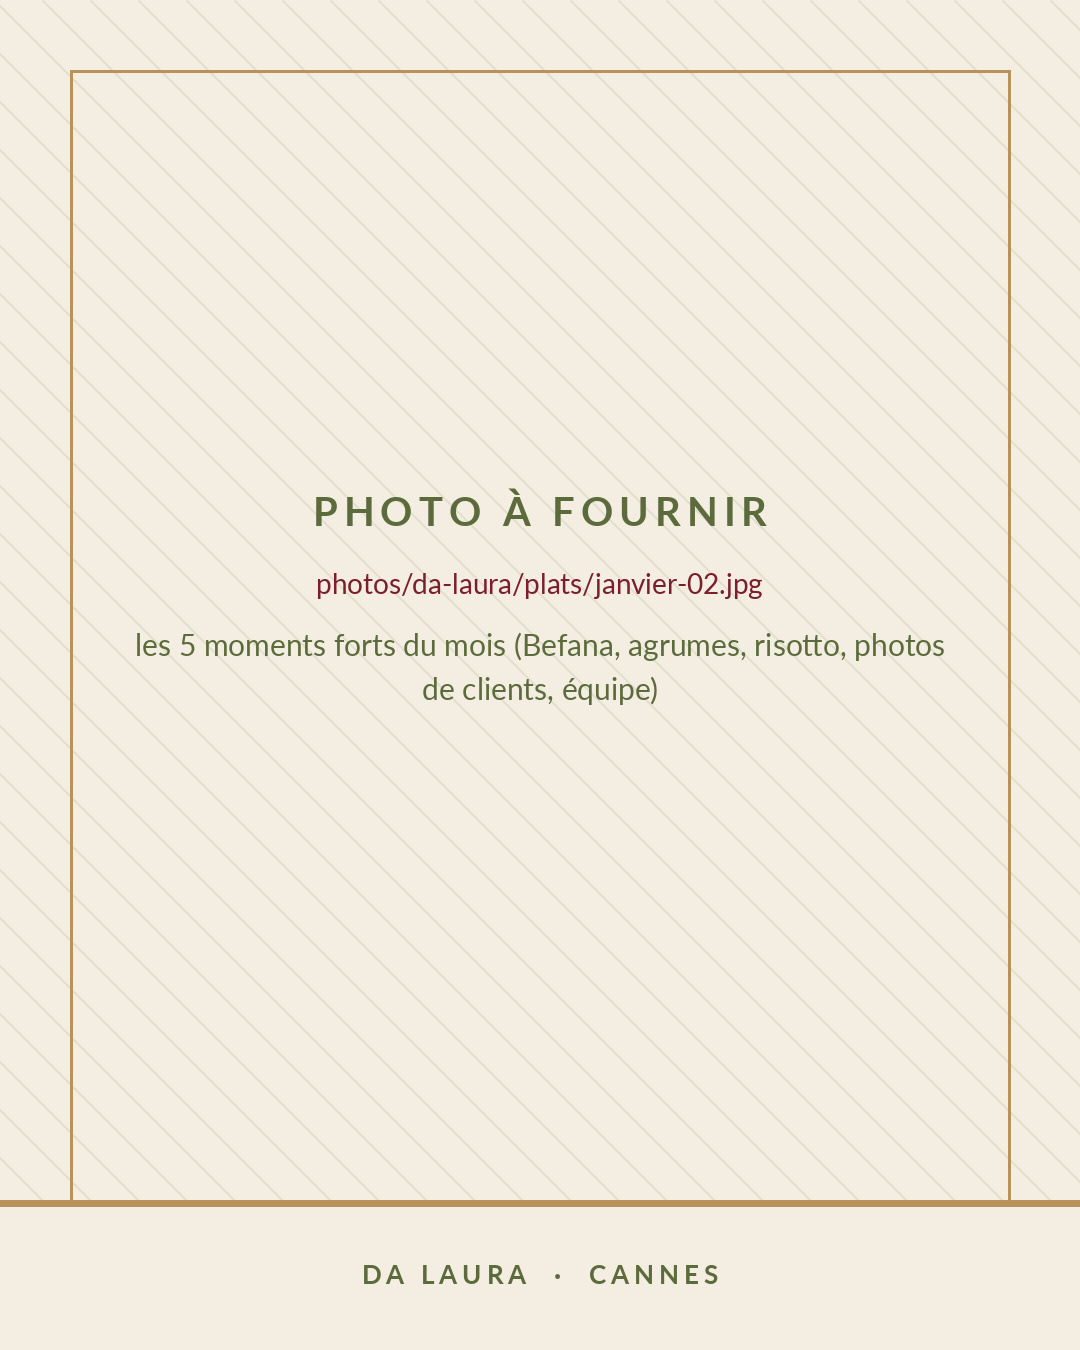 PHOTO À FOURNIR
photos/da-laura/plats/janvier-02.jpg
les 5 moments forts du mois (Befana, agrumes, risotto, photos
de clients, équipe)
DA LAURA · CANNES